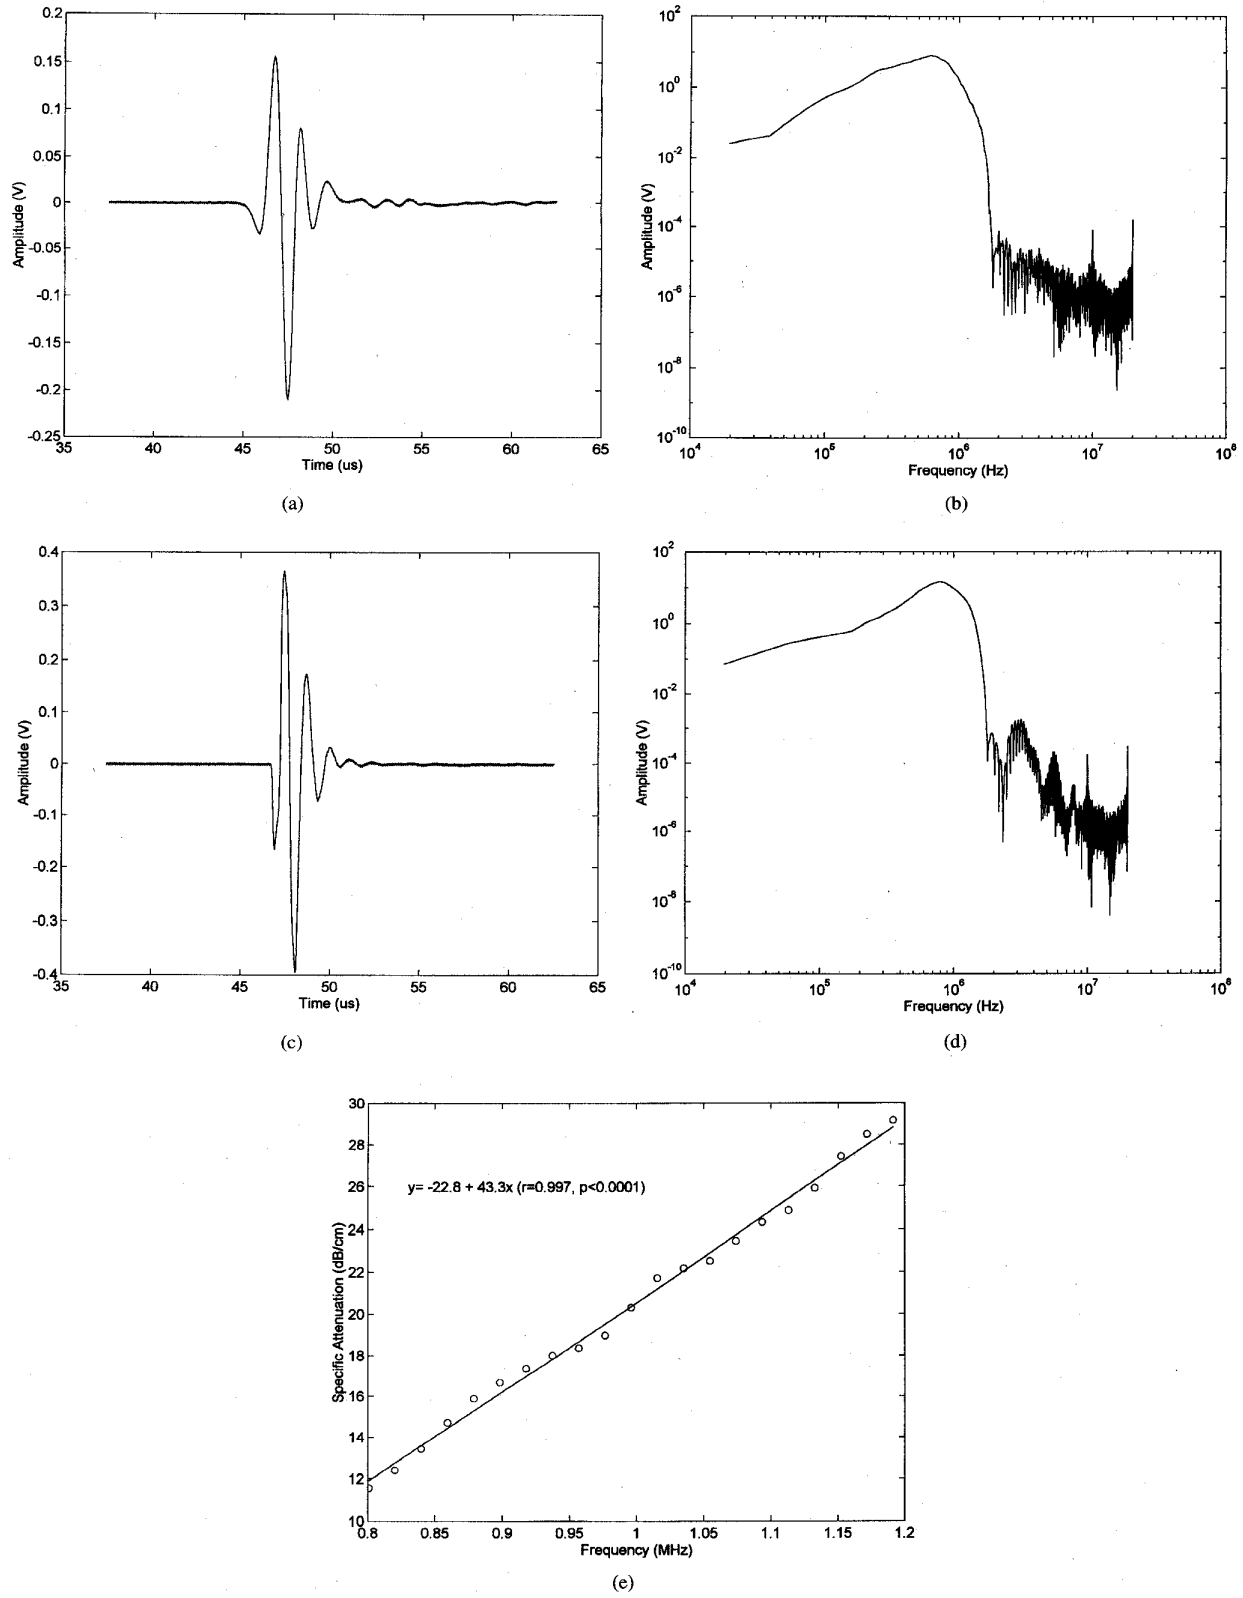 0.2
0.15
0.1
0.05
0
-0.05
-0.1
-0.15
-0.2
-0.25
Amplitude (V)
35 40 45 50 55 60 65
Time (us)
(a)
10^2
10^0
10^-2
10^-4
10^-6
10^-8
10^-10
Amplitude (V)
10^4 10^5 10^6 10^7 10^8
Frequency (Hz)
(b)
0.4
0.3
0.2
0.1
0
-0.1
-0.2
-0.3
-0.4
Amplitude (V)
35 40 45 50 55 60 65
Time (us)
(c)
10^2
10^0
10^-2
10^-4
10^-6
10^-8
10^-10
Amplitude (V)
10^4 10^5 10^6 10^7 10^8
Frequency (Hz)
(d)
30
28
26
24
22
20
18
16
14
12
10
Specific Attenuation (dB/cm)
y= -22.8 + 43.3x (r=0.997, p<0.0001)
0.8 0.85 0.9 0.95 1 1.05 1.1 1.15 1.2
Frequency (MHz)
(e)